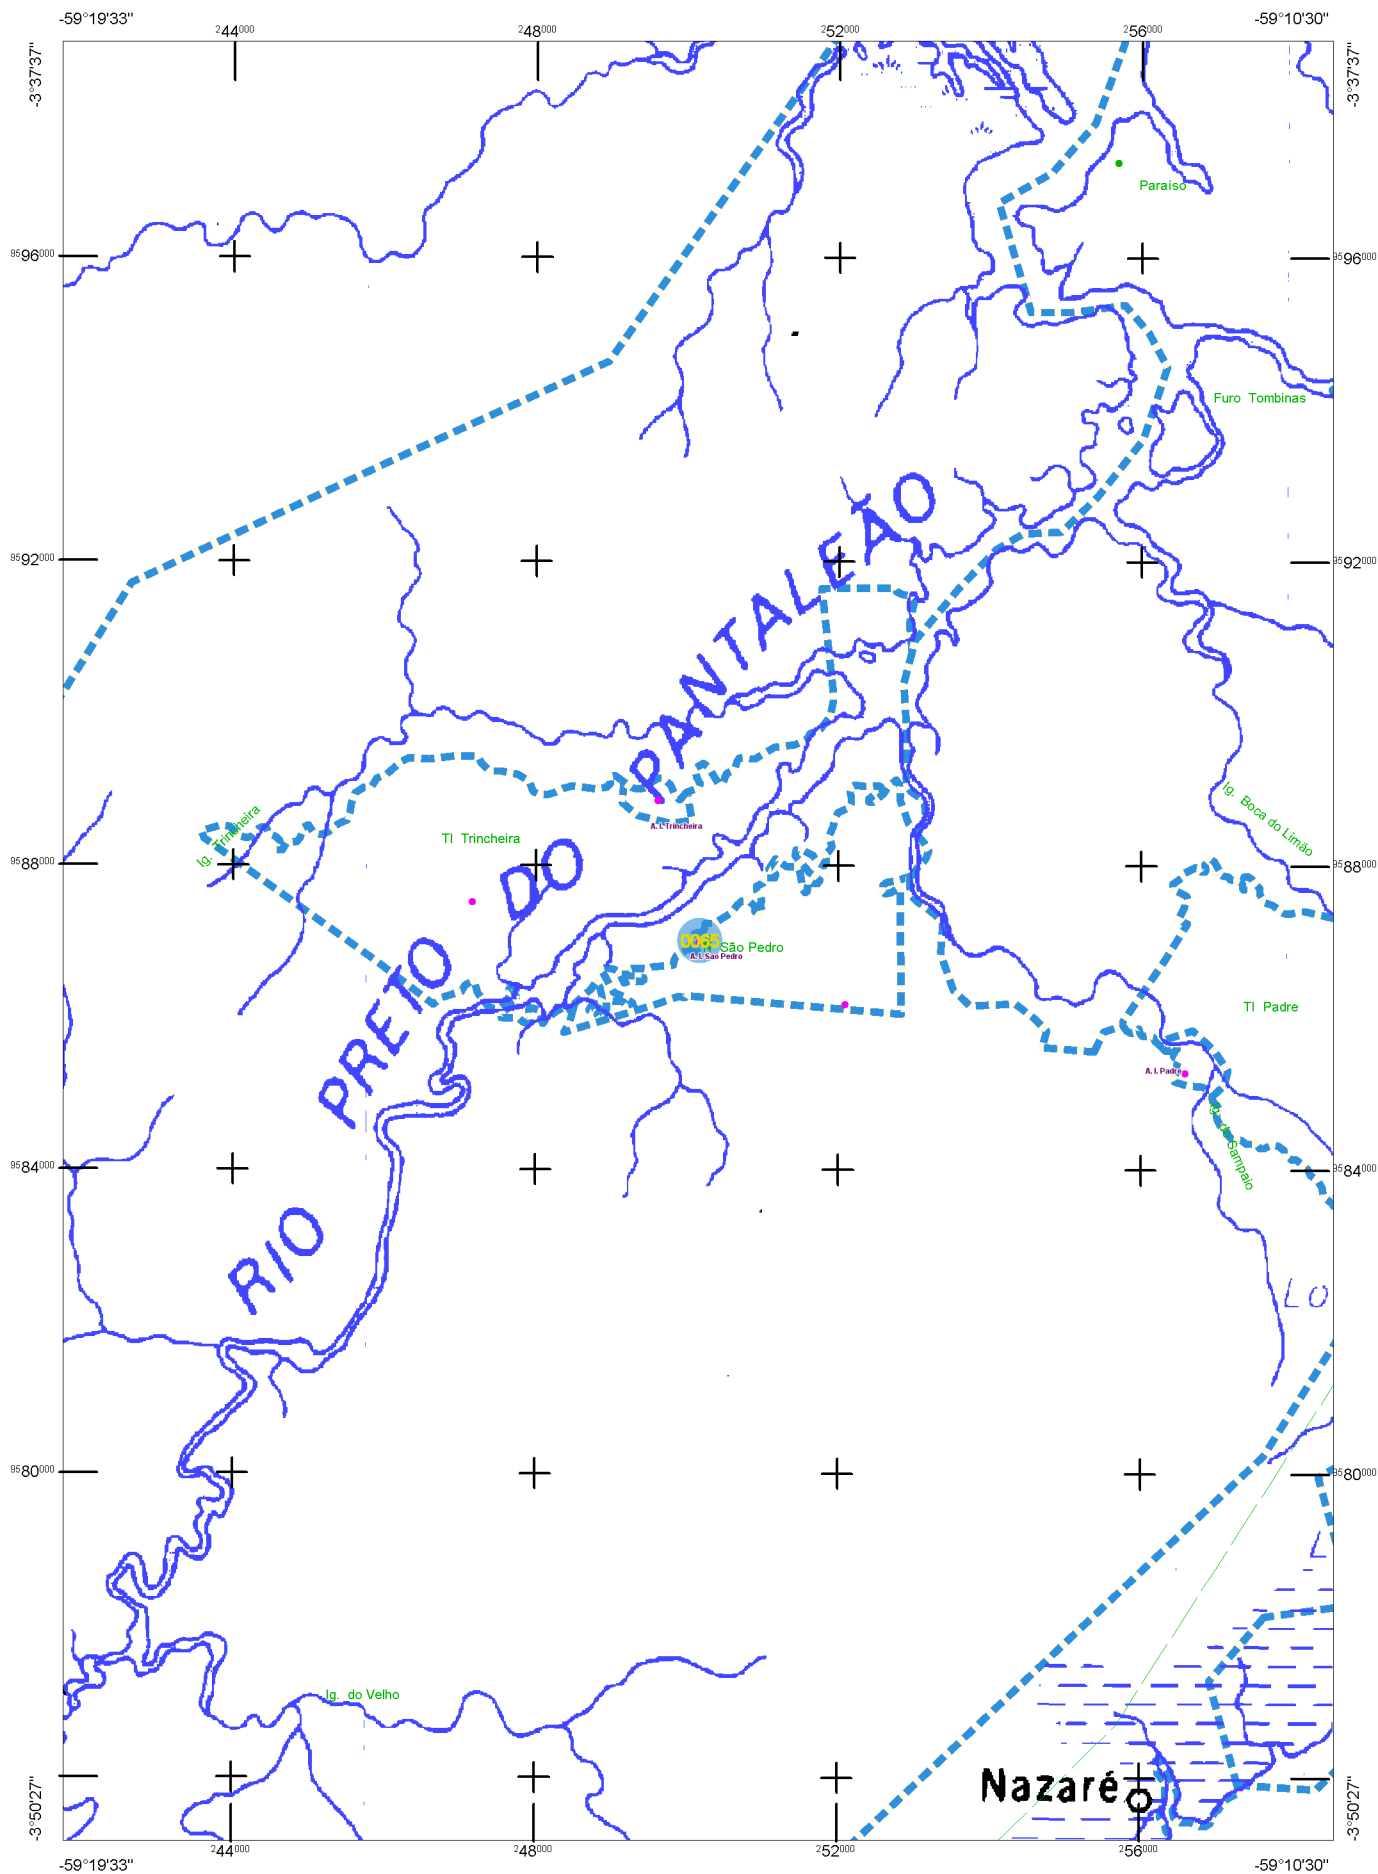 -59°19'33"
-59°10'30"
244000
248000
252000
256000
-3°37'37"
-3°37'37"
Paraíso
9596000
9596000
Furo Tombinas
9592000
9592000
RIO PRETO DO PANTALEÃO
Ig. Trincheira
TI Trincheira
A. I. Trincheira
Ig. Boca do Limão
9588000
9588000
0065
São Pedro
A. I. São Pedro
TI Padre
A. I. Padre
Ig. do Sampaio
9584000
9584000
LO
9580000
9580000
L
Ig. do Velho
Nazaré
-3°50'27"
-3°50'27"
244000
248000
252000
256000
-59°19'33"
-59°10'30"